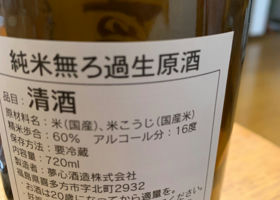 純米無ろ過生原酒
品目：清酒
原材料名：米（国産）、米こうじ（国産米）
精米歩合：60％　アルコール分：16度
保存方法：要冷蔵
内容量：720ml
製造者：夢心酒造株式会社
福島県喜多方市字北町2932
お酒は20歳になってから適量を。